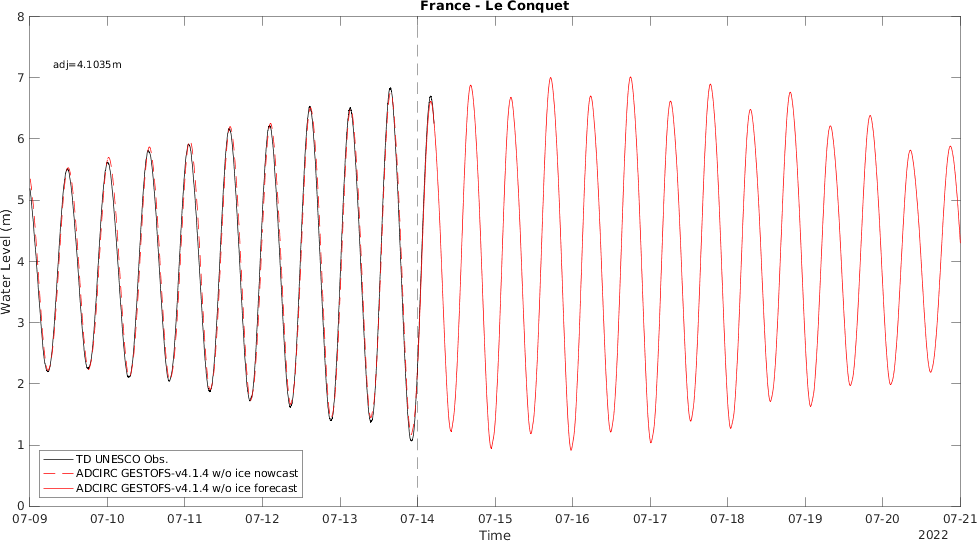 France - Le Conquet
adj=4.1035m
8
7
6
5
4
3
2
1
0
Water Level (m)
TD UNESCO Obs.
ADCIRC GESTOFS-v4.1.4 w/o ice nowcast
ADCIRC GESTOFS-v4.1.4 w/o ice forecast
07-09 07-10 07-11 07-12 07-13 07-14 07-15 07-16 07-17 07-18 07-19 07-20 07-21
Time
2022